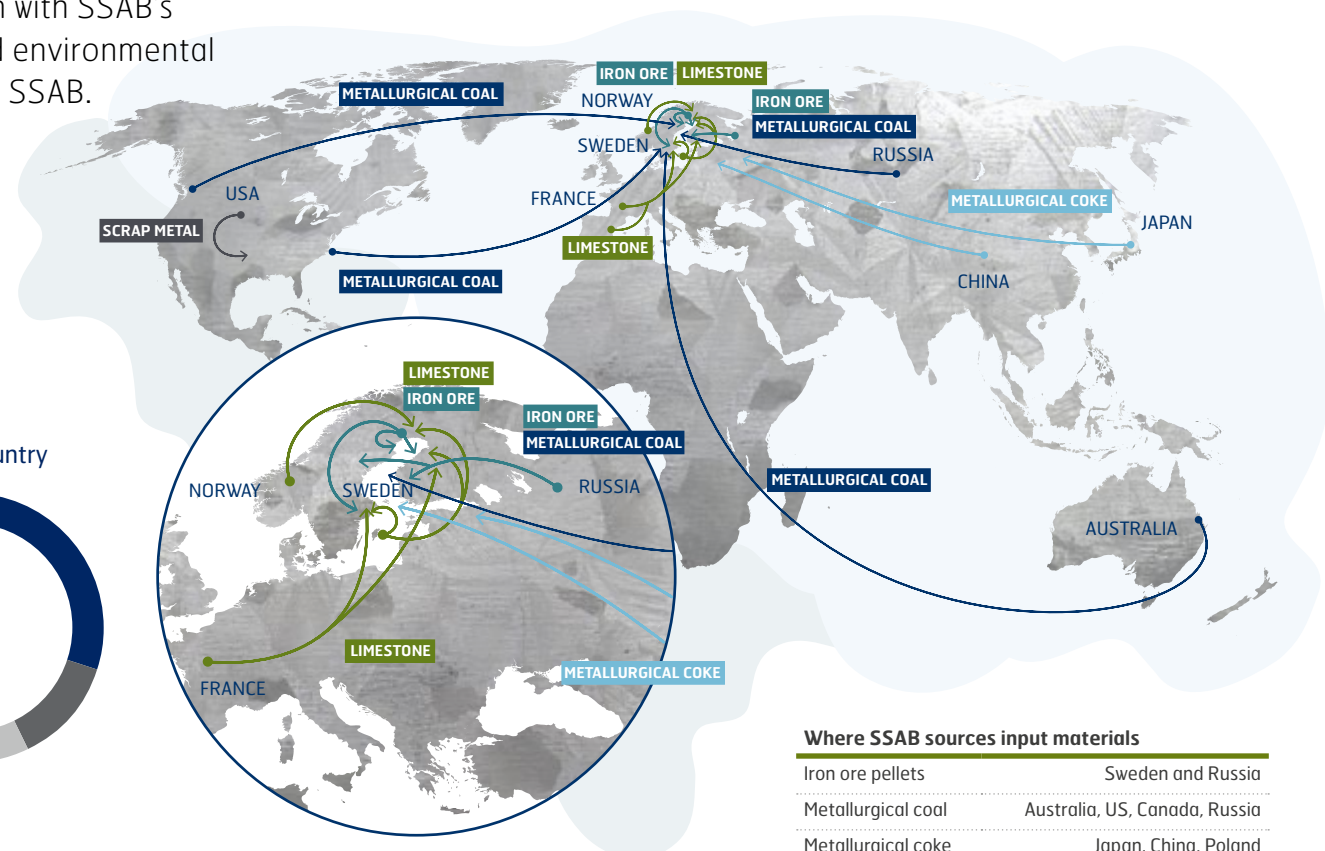 n with SSAB's
environmental
SSAB.
METALLURGICAL COAL
IRON ORE
LIMESTONE
NORWAY
IRON ORE
METALLURGICAL COAL
SWEDEN
RUSSIA
USA
FRANCE
METALLURGICAL COKE
SCRAP METAL
JAPAN
LIMESTONE
METALLURGICAL COAL
CHINA
LIMESTONE
IRON ORE
IRON ORE
METALLURGICAL COAL
untry
METALLURGICAL COAL
NORWAY
SWEDEN
RUSSIA
AUSTRALIA
LIMESTONE
METALLURGICAL COKE
FRANCE
Where SSAB sources input materials
Iron ore pellets Sweden and Russia
Metallurgical coal Australia, US, Canada, Russia
Metallurgical coke Japan, China, Poland